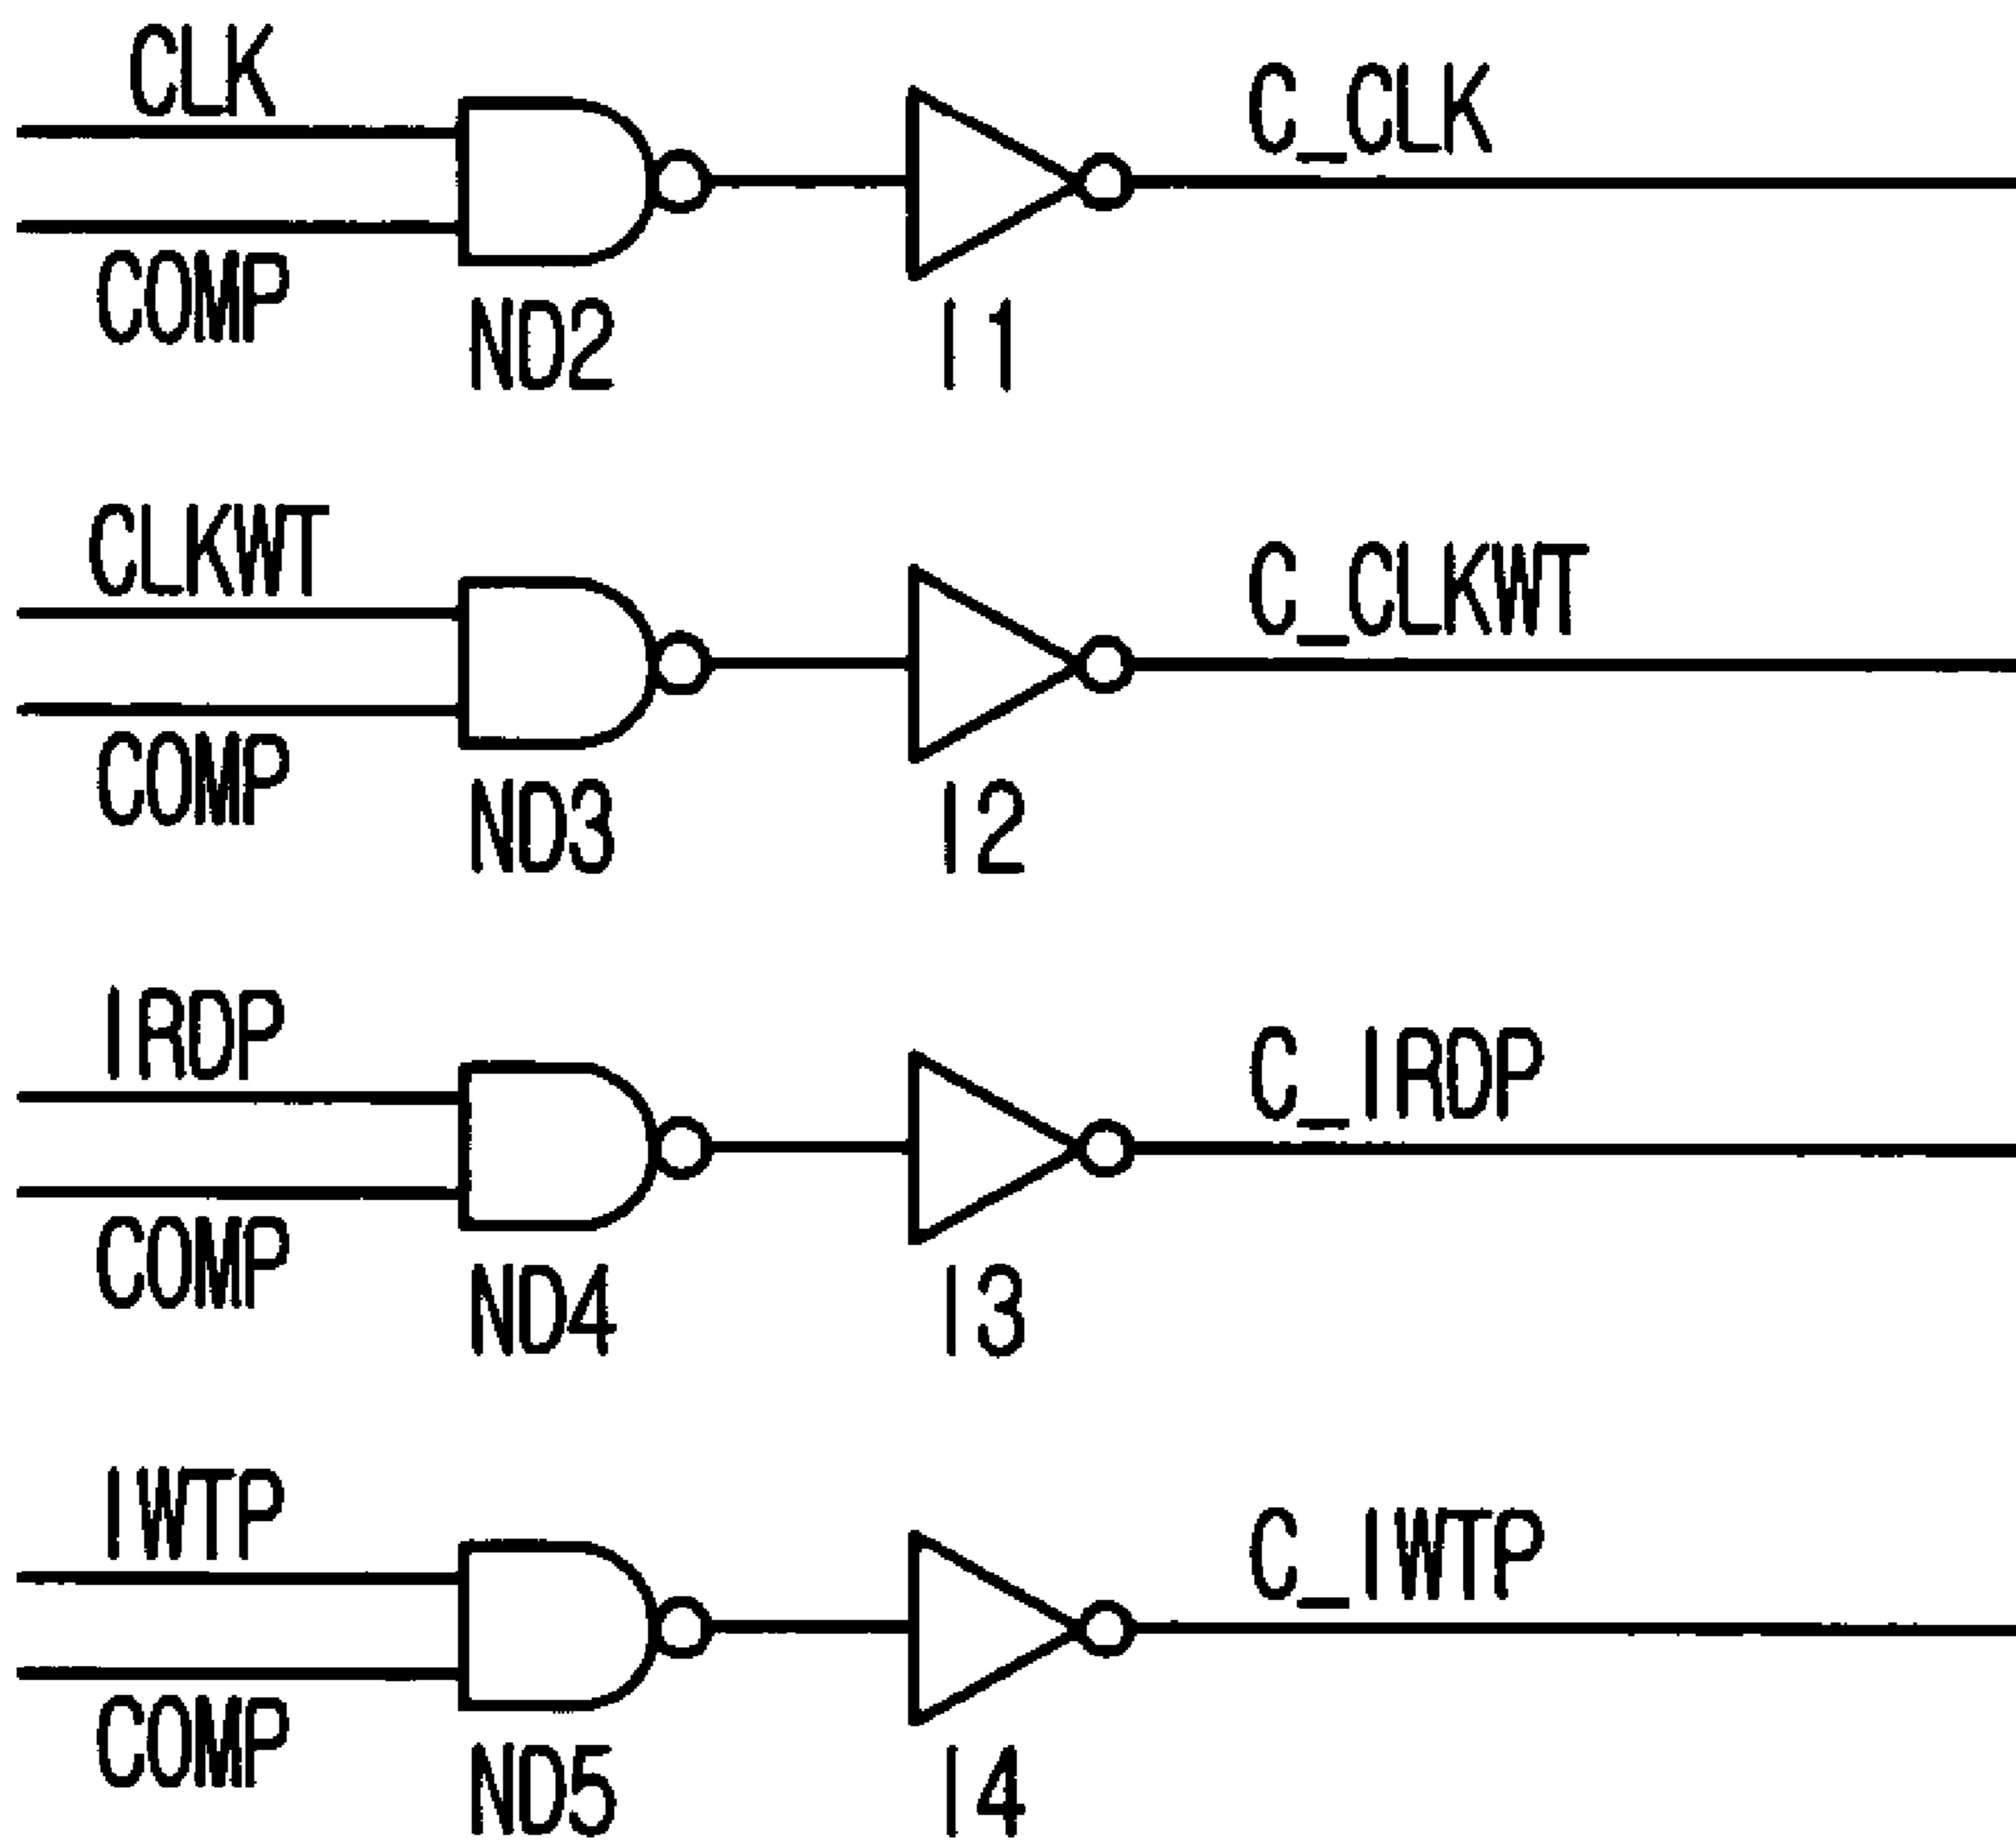 CLK
C_CLK
COMP
ND2
I1
CLKWT
C_CLKWT
COMP
ND3
I2
IRDP
C_IRDP
COMP
ND4
I3
IWTP
C_IWTP
COMP
ND5
I4